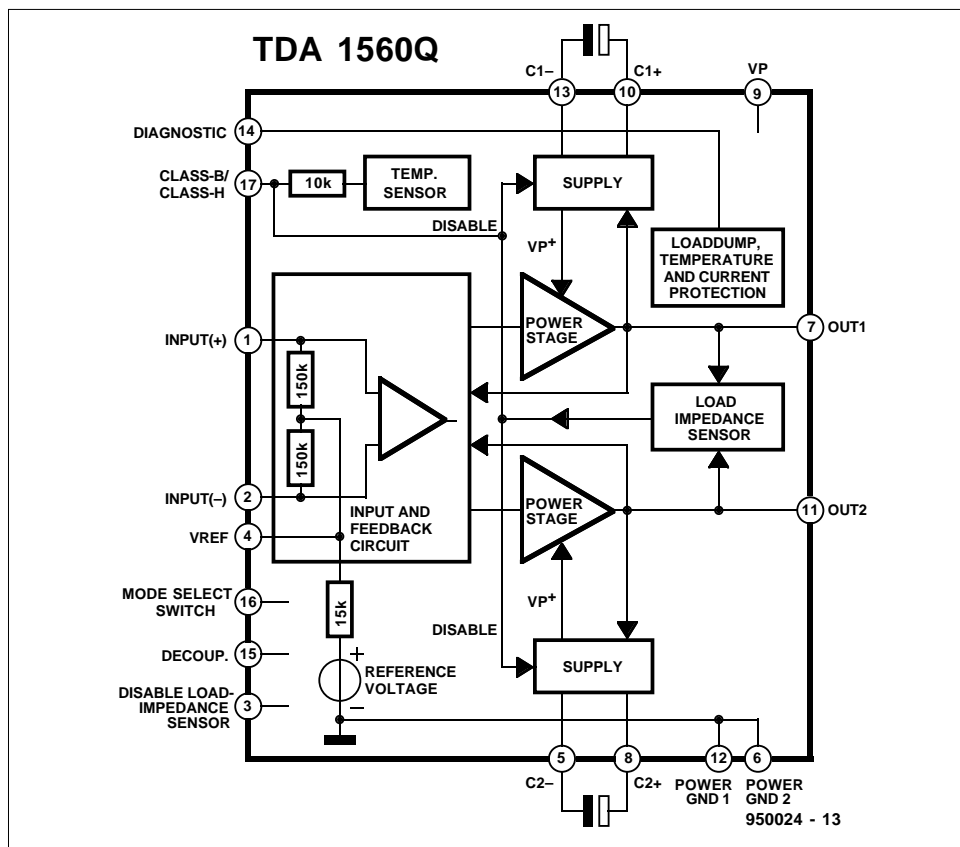 TDA 1560Q
C1–
C1+
VP
13
10
9
DIAGNOSTIC
14
CLASS-B/
CLASS-H
17
10k
TEMP.
SENSOR
SUPPLY
DISABLE
VP+
LOADDUMP,
TEMPERATURE
AND CURRENT
PROTECTION
POWER
STAGE
INPUT(+)
1
7
OUT1
150k
LOAD
IMPEDANCE
SENSOR
150k
INPUT(–)
2
POWER
STAGE
11
OUT2
INPUT AND
FEEDBACK
CIRCUIT
VREF
4
MODE SELECT
SWITCH
16
15k
VP+
DISABLE
DECOUP.
15
+
REFERENCE
VOLTAGE
–
SUPPLY
DISABLE LOAD-
IMPEDANCE
SENSOR
3
5
8
12
6
C2–
C2+
POWER
GND 1
POWER
GND 2
950024 - 13